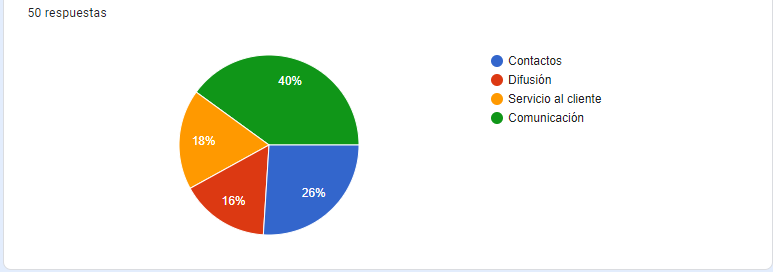 50 respuestas
40%
18%
16%
26%
Contactos
Difusión
Servicio al cliente
Comunicación